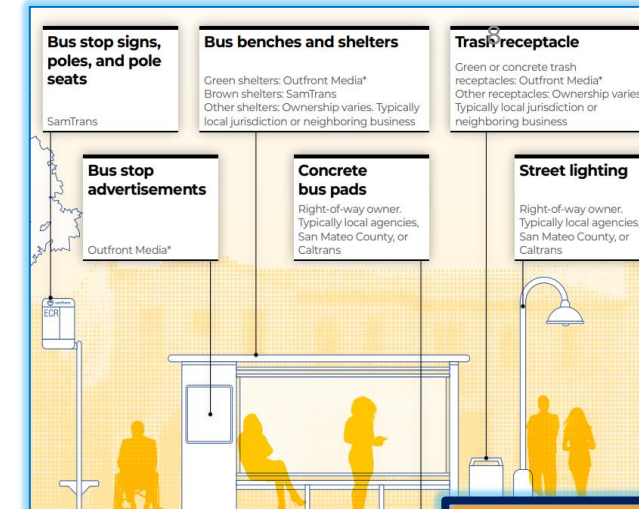 Bus stop signs,
poles, and pole
seats
SamTrans
Bus benches and shelters
Green shelters: Outfront Media*
Brown shelters: SamTrans
Other shelters: Ownership varies. Typically
local jurisdiction or neighboring business
8
Trash receptacle
Green or concrete trash
receptacles: Outfront Media*
Other receptacles: Ownership varies
Typically local jurisdiction or
neighboring business
Bus stop
advertisements
Outfront Media*
Concrete
bus pads
Right-of-way owner.
Typically local agencies,
San Mateo County, or
Caltrans
Street lighting
Right-of-way owner.
Typically local agencies,
San Mateo County, or
Caltrans
ECR